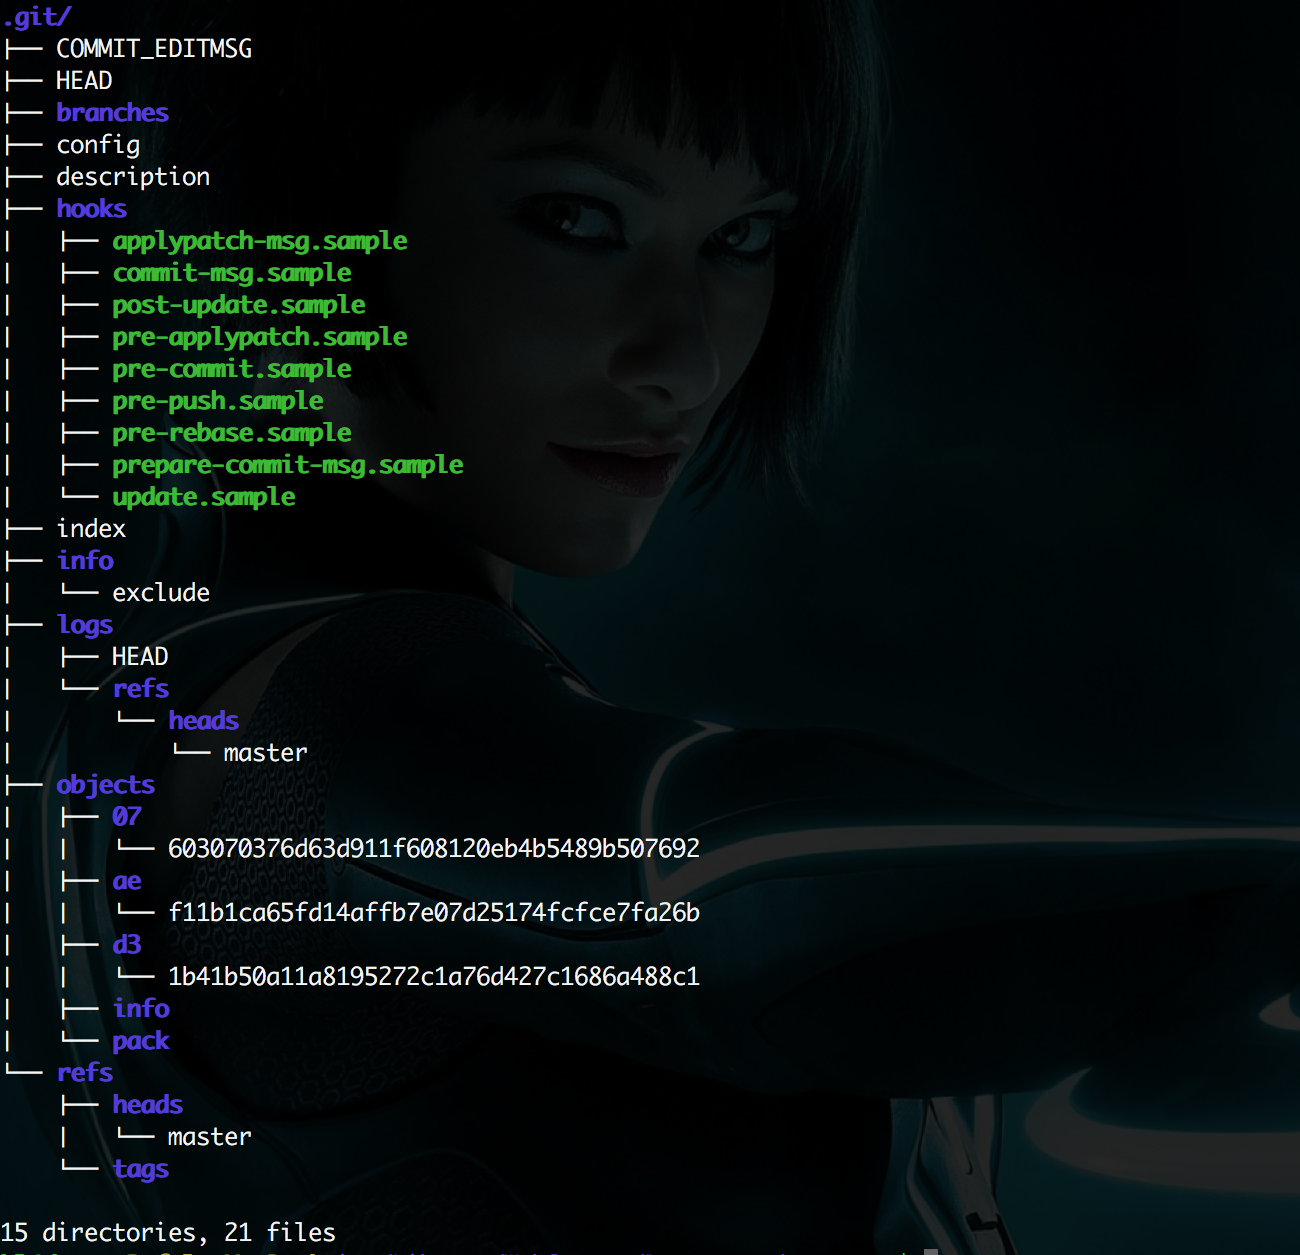 .git/
├── COMMIT_EDITMSG
├── HEAD
├── branches
├── config
├── description
├── hooks
│   ├── applypatch-msg.sample
│   ├── commit-msg.sample
│   ├── post-update.sample
│   ├── pre-applypatch.sample
│   ├── pre-commit.sample
│   ├── pre-push.sample
│   ├── pre-rebase.sample
│   ├── prepare-commit-msg.sample
│   └── update.sample
├── index
├── info
│   └── exclude
├── logs
│   ├── HEAD
│   └── refs
│       └── heads
│           └── master
├── objects
│   ├── 07
│   │   └── 603070376d63d911f608120eb4b5489b507692
│   ├── ae
│   │   └── f11b1ca65fd14affb7e07d25174fcfce7fa26b
│   ├── d3
│   │   └── 1b41b50a11a8195272c1a76d427c1686a488c1
│   ├── info
│   └── pack
└── refs
    ├── heads
    │   └── master
    └── tags
15 directories, 21 files